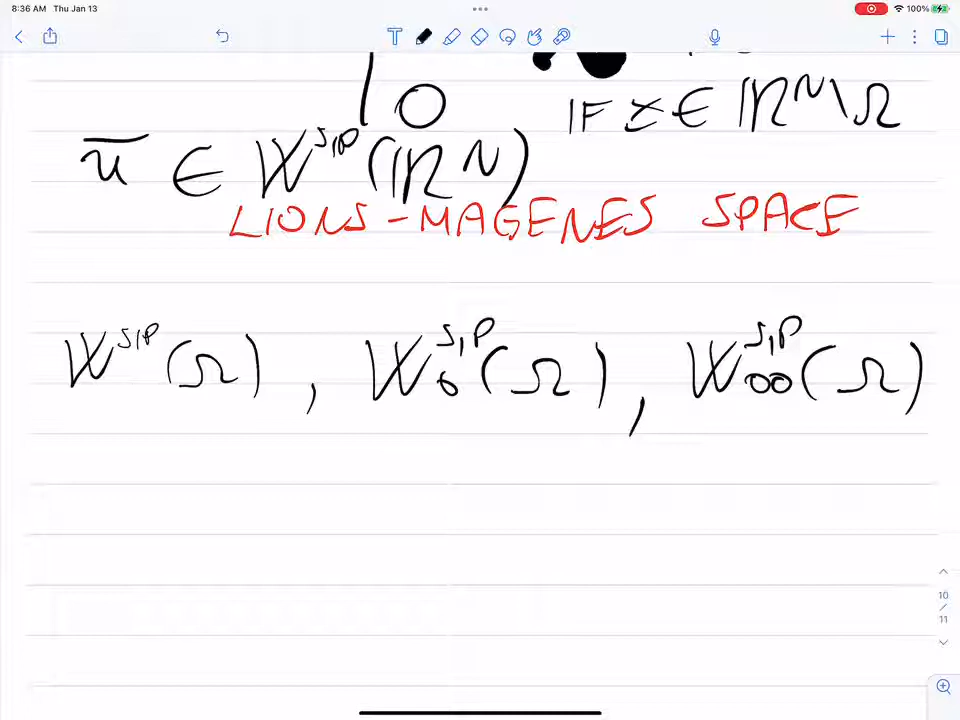 8:36 AM Thu Jan 13
100%
0 IF x ∈ ℝᴺ\Ω
ū ∈ W^{s,p}(ℝᴺ)
LIONS-MAGENES SPACE
W^{s,p}(Ω), W_0^{s,p}(Ω), W_{00}^{s,p}(Ω)
10
/
11